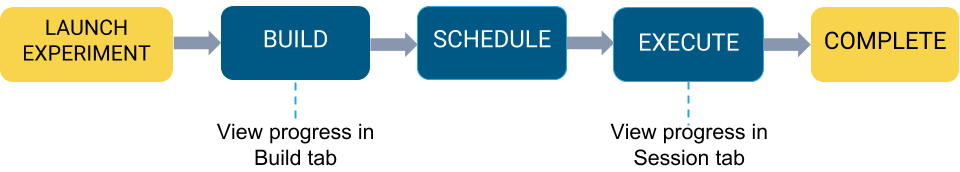 LAUNCH
EXPERIMENT
BUILD
SCHEDULE
EXECUTE
COMPLETE
View progress in
Build tab
View progress in
Session tab